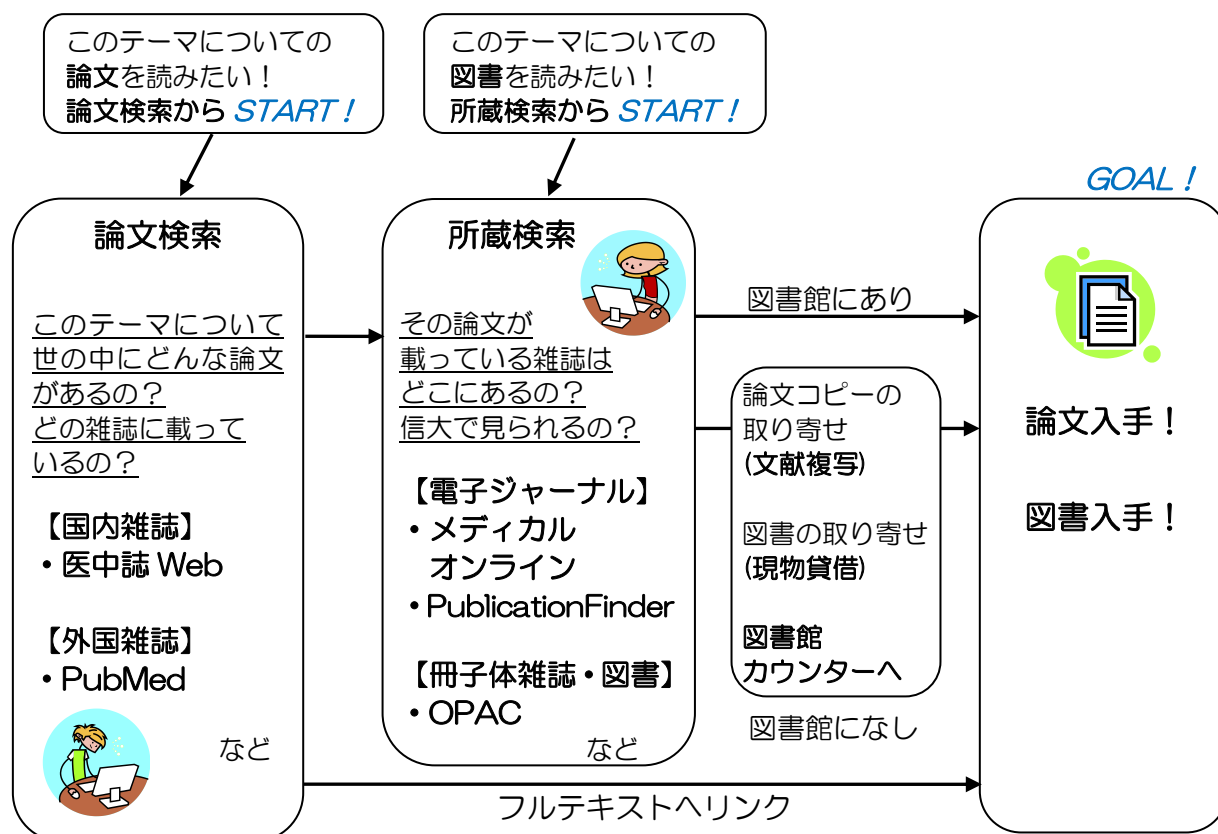 このテーマについての
論文を読みたい！
論文検索から START！
このテーマについての
図書を読みたい！
所蔵検索から START！
GOAL！
論文検索
このテーマについて
世の中にどんな論文
があるの？
どの雑誌に載って
いるの？
【国内雑誌】
・医中誌 Web
【外国雑誌】
・PubMed
など
所蔵検索
その論文が
載っている雑誌は
どこにあるの？
信大で見られるの？
【電子ジャーナル】
・メディカル
オンライン
・PublicationFinder
【冊子体雑誌・図書】
・OPAC
など
図書館にあり
論文コピーの
取り寄せ
(文献複写)
図書の取り寄せ
(現物貸借)
図書館
カウンターへ
図書館になし
フルテキストへリンク
論文入手！
図書入手！